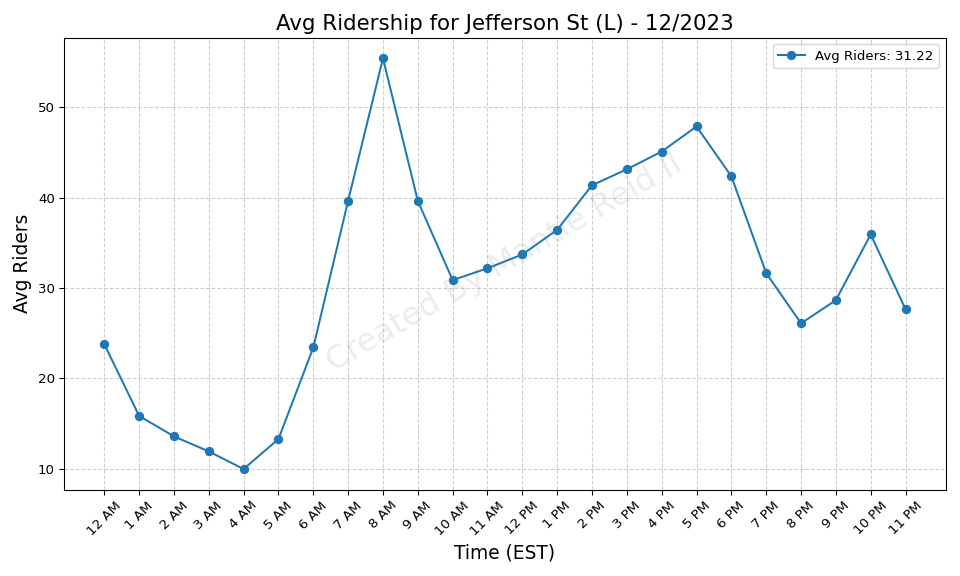 Avg Ridership for Jefferson St (L) - 12/2023
Avg Riders: 31.22
Avg Riders
50
40
30
20
10
Created By Mantie Reid II
12 AM
1 AM
2 AM
3 AM
4 AM
5 AM
6 AM
7 AM
8 AM
9 AM
10 AM
11 AM
12 PM
1 PM
2 PM
3 PM
4 PM
5 PM
6 PM
7 PM
8 PM
9 PM
10 PM
11 PM
Time (EST)